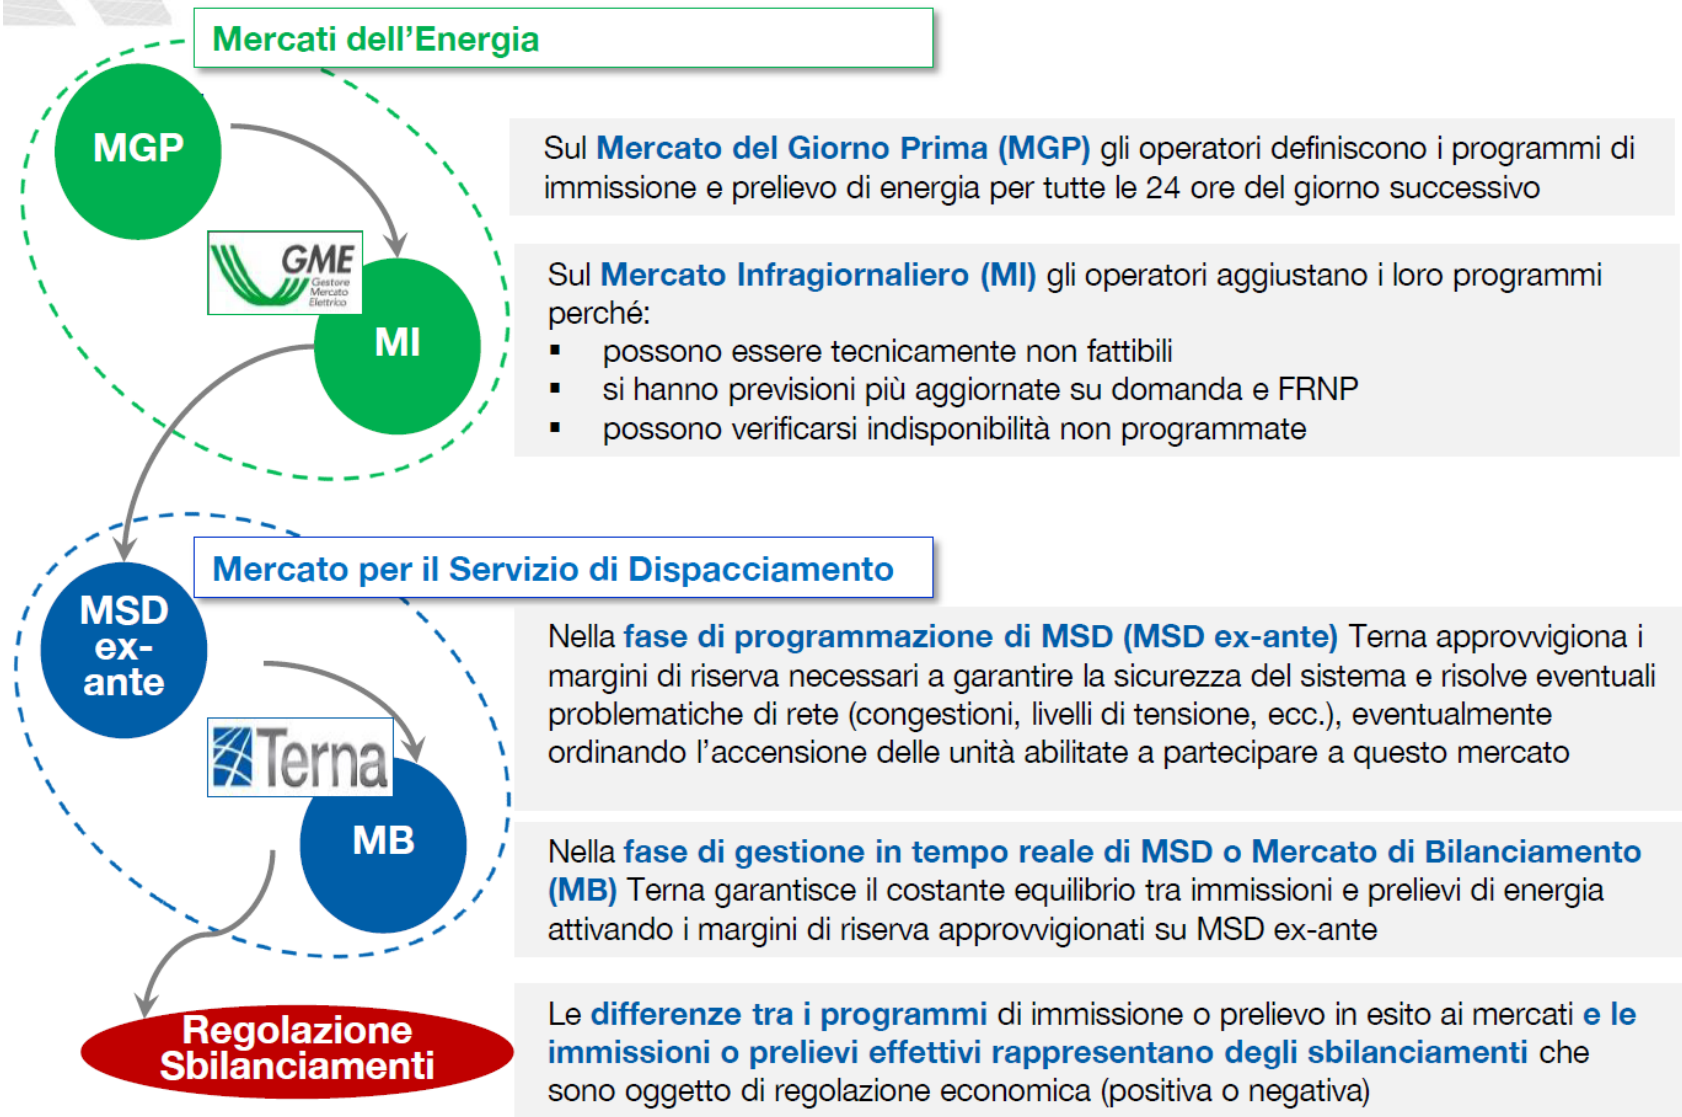 Mercati dell'Energia
MGP
Sul Mercato del Giorno Prima (MGP) gli operatori definiscono i programmi di
immissione e prelievo di energia per tutte le 24 ore del giorno successivo
GME
Gestore
Mercato
Elettrico
MI
Sul Mercato Infragiornaliero (MI) gli operatori aggiustano i loro programmi
perché:
▪ possono essere tecnicamente non fattibili
▪ si hanno previsioni più aggiornate su domanda e FRNP
▪ possono verificarsi indisponibilità non programmate
Mercato per il Servizio di Dispacciamento
MSD
ex-
ante
Nella fase di programmazione di MSD (MSD ex-ante) Terna approvvigiona i
margini di riserva necessari a garantire la sicurezza del sistema e risolve eventuali
problematiche di rete (congestioni, livelli di tensione, ecc.), eventualmente
ordinando l'accensione delle unità abilitate a partecipare a questo mercato
Terna
MB
Nella fase di gestione in tempo reale di MSD o Mercato di Bilanciamento
(MB) Terna garantisce il costante equilibrio tra immissioni e prelievi di energia
attivando i margini di riserva approvvigionati su MSD ex-ante
Regolazione
Sbilanciamenti
Le differenze tra i programmi di immissione o prelievo in esito ai mercati e le
immissioni o prelievi effettivi rappresentano degli sbilanciamenti che
sono oggetto di regolazione economica (positiva o negativa)